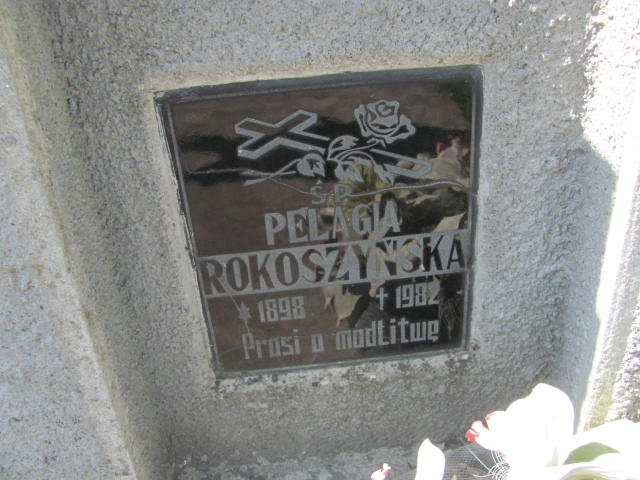 Ś.P.
PELAGIA
ROKOSZYŃSKA
* 1898 † 1982
Prosi o modlitwę